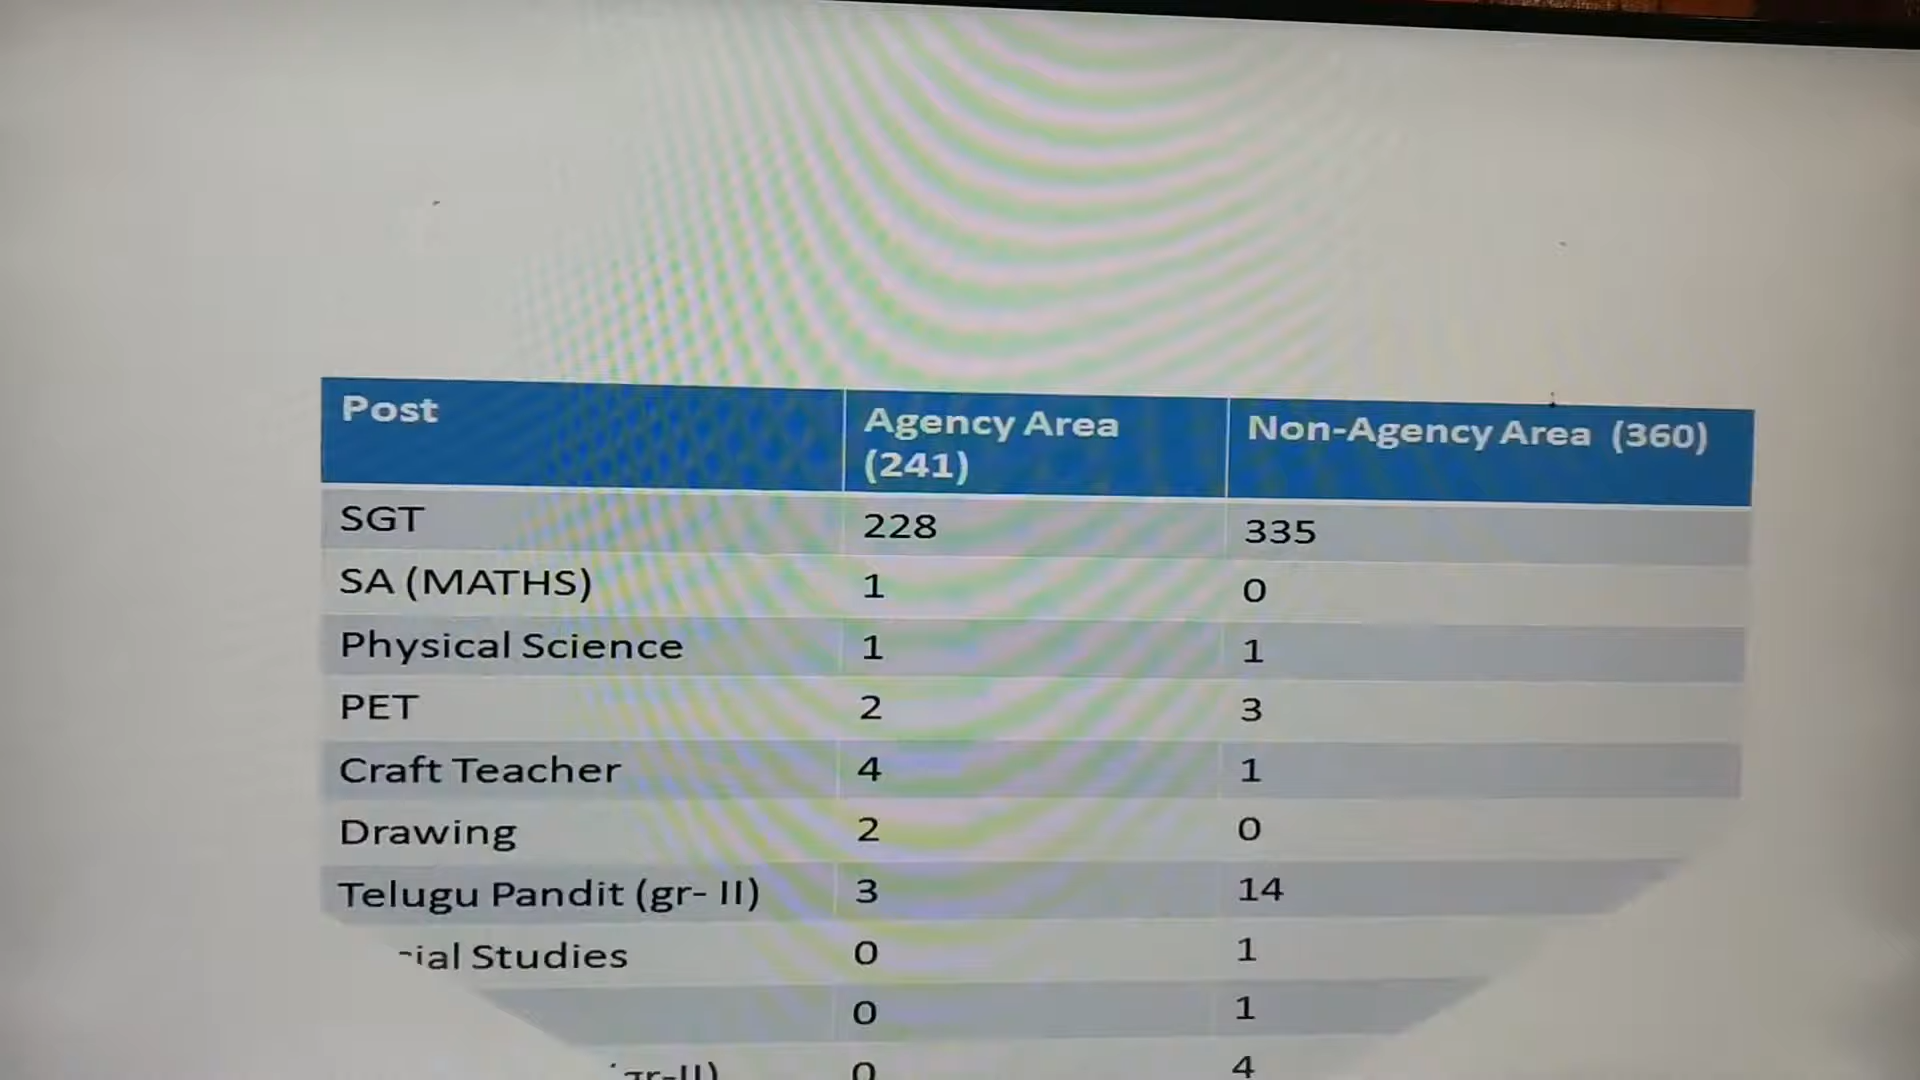 Post Agency Area Non-Agency Area (360)
(241)
SGT 228 335
SA (MATHS) 1 0
Physical Science 1 1
PET 2 3
Craft Teacher 4 1
Drawing 2 0
Telugu Pandit (gr- II) 3 14
Studies 0 1
0 1
0 4